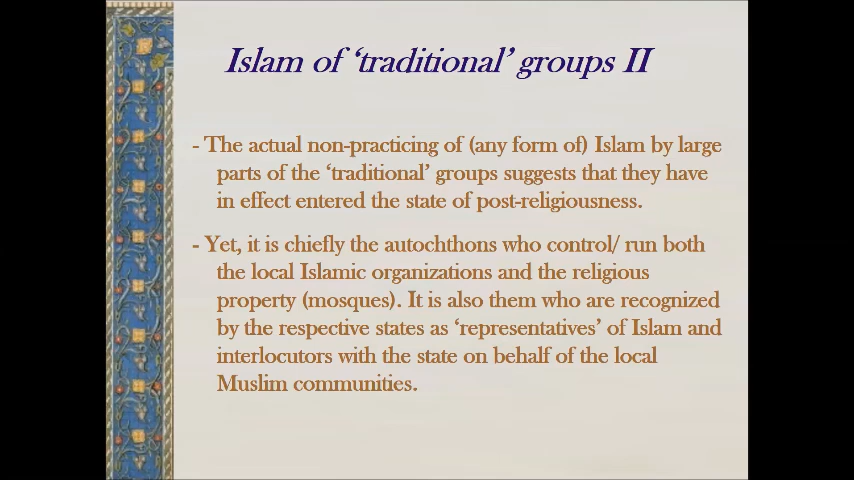 Islam of ‘traditional’ groups II
- The actual non-practicing of (any form of) Islam by large
parts of the ‘traditional’ groups suggests that they have
in effect entered the state of post-religiousness.
- Yet, it is chiefly the autochthons who control/ run both
the local Islamic organizations and the religious
property (mosques). It is also them who are recognized
by the respective states as ‘representatives’ of Islam and
interlocutors with the state on behalf of the local
Muslim communities.